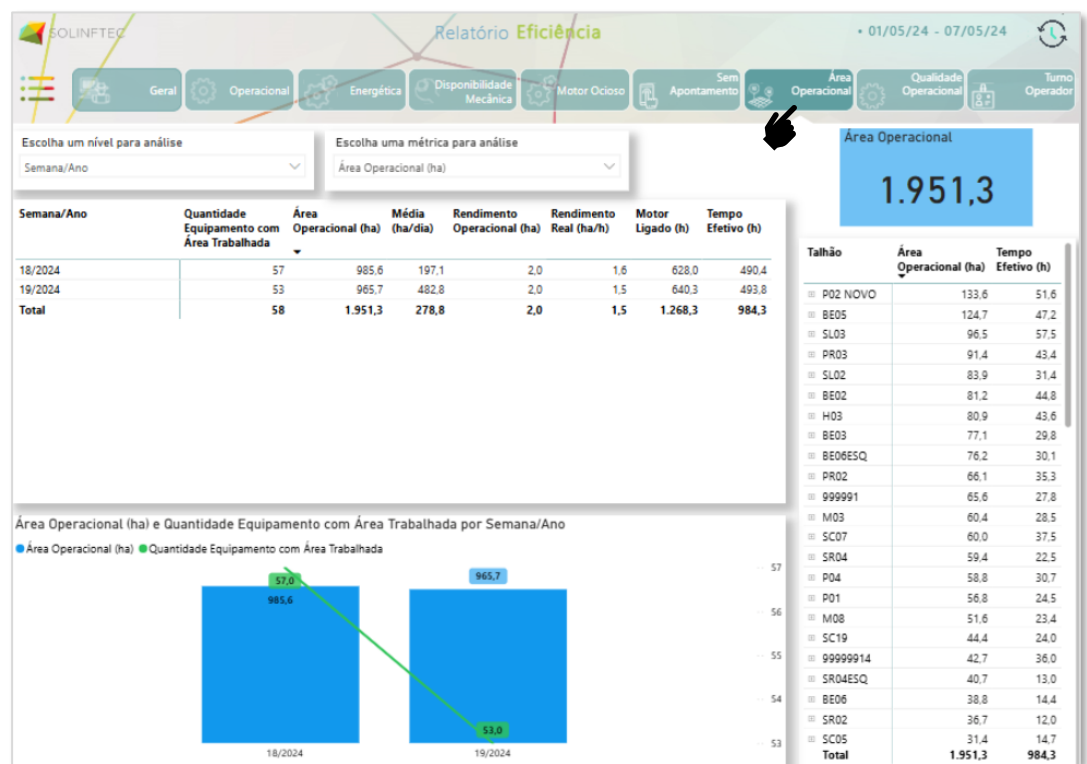 SOLINFTEC
Relatório Eficiência
• 01/05/24 - 07/05/24
Geral
Operacional
Energética
Disponibilidade
Mecânica
Motor Ocioso
Sem
Apontamento
Área
Operacional
Qualidade
Operacional
Turno
Operador
Escolha um nível para análise
Semana/Ano
Escolha uma métrica para análise
Área Operacional (ha)
Área Operacional
1.951,3
Semana/Ano Quantidade Equipamento com Área Trabalhada Área Operacional (ha) Média (ha/dia) Rendimento Operacional (ha) Rendimento Real (ha/h) Motor Ligado (h) Tempo Efetivo (h)
18/2024 57 985,6 197,1 2,0 1,6 628,0 490,4
19/2024 53 965,7 482,8 2,0 1,5 640,3 493,8
Total 58 1.951,3 278,8 2,0 1,5 1.268,3 984,3
Talhão Área Operacional (ha) Tempo Efetivo (h)
P02 NOVO 133,6 51,6
BE05 124,7 47,2
SL03 96,5 57,5
PR03 91,4 43,4
SL02 83,9 31,4
BE02 81,2 44,8
H03 80,9 43,6
BE03 77,1 29,8
BE06ESQ 76,2 30,1
PR02 66,1 35,3
999991 65,6 27,8
M03 60,4 28,5
SC07 60,0 37,5
SR04 59,4 22,5
P04 58,8 30,7
P01 56,8 24,5
M08 51,6 23,4
SC19 44,4 24,0
99999914 42,7 36,0
SR04ESQ 40,7 13,0
BE06 38,8 14,4
SR02 36,7 12,0
SC05 31,4 14,7
Total 1.951,3 984,3
Área Operacional (ha) e Quantidade Equipamento com Área Trabalhada por Semana/Ano
Área Operacional (ha) Quantidade Equipamento com Área Trabalhada
57
57,0
965,7
985,6
56
55
54
53,0
53
18/2024
19/2024